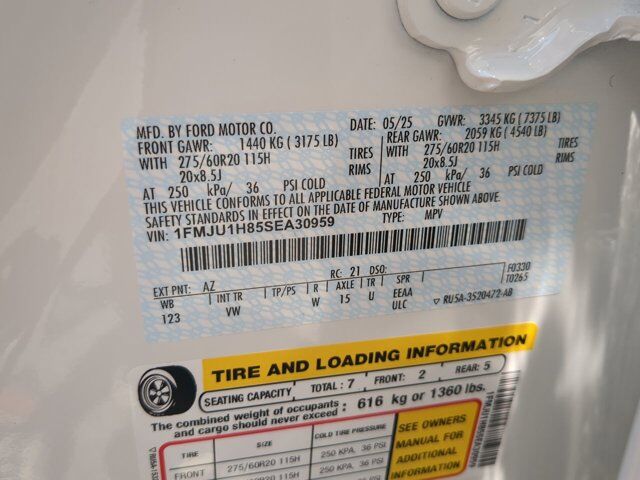 MFD. BY FORD MOTOR CO. DATE: 05/25 GVWR: 3345 KG ( 7375 LB)
FRONT GAWR: 1440 KG ( 3175 LB) REAR GAWR: 2059 KG ( 4540 LB)
WITH 275/60R20 115H TIRES WITH 275/60R20 115H TIRES
20x8.5J RIMS 20x8.5J RIMS
AT 250 kPa/ 36 PSI COLD AT 250 kPa/ 36 PSI COLD
THIS VEHICLE CONFORMS TO ALL APPLICABLE FEDERAL MOTOR VEHICLE
SAFETY STANDARDS IN EFFECT ON THE DATE OF MANUFACTURE SHOWN ABOVE.
VIN: 1FMJU1H85SEA30959 TYPE: MPV
F0330
T0265
EXT PNT: AZ RC: 21 DSO:
WB INT TR TP/PS R AXLE TR SPR
123 VW W 15 U EEAA
ULC ▽ RU5A-3520472-AB
TIRE AND LOADING INFORMATION
SEATING CAPACITY TOTAL : 7 FRONT: 2 REAR: 5
The combined weight of occupants and cargo should never exceed : 616 kg or 1360 lbs.
TIRE SIZE COLD TIRE PRESSURE
FRONT 275/60R20 115H 250 KPA, 36 PSI
275/60R20 115H 250 KPA, 36 PSI
SEE OWNERS
MANUAL FOR
ADDITIONAL
INFORMATION